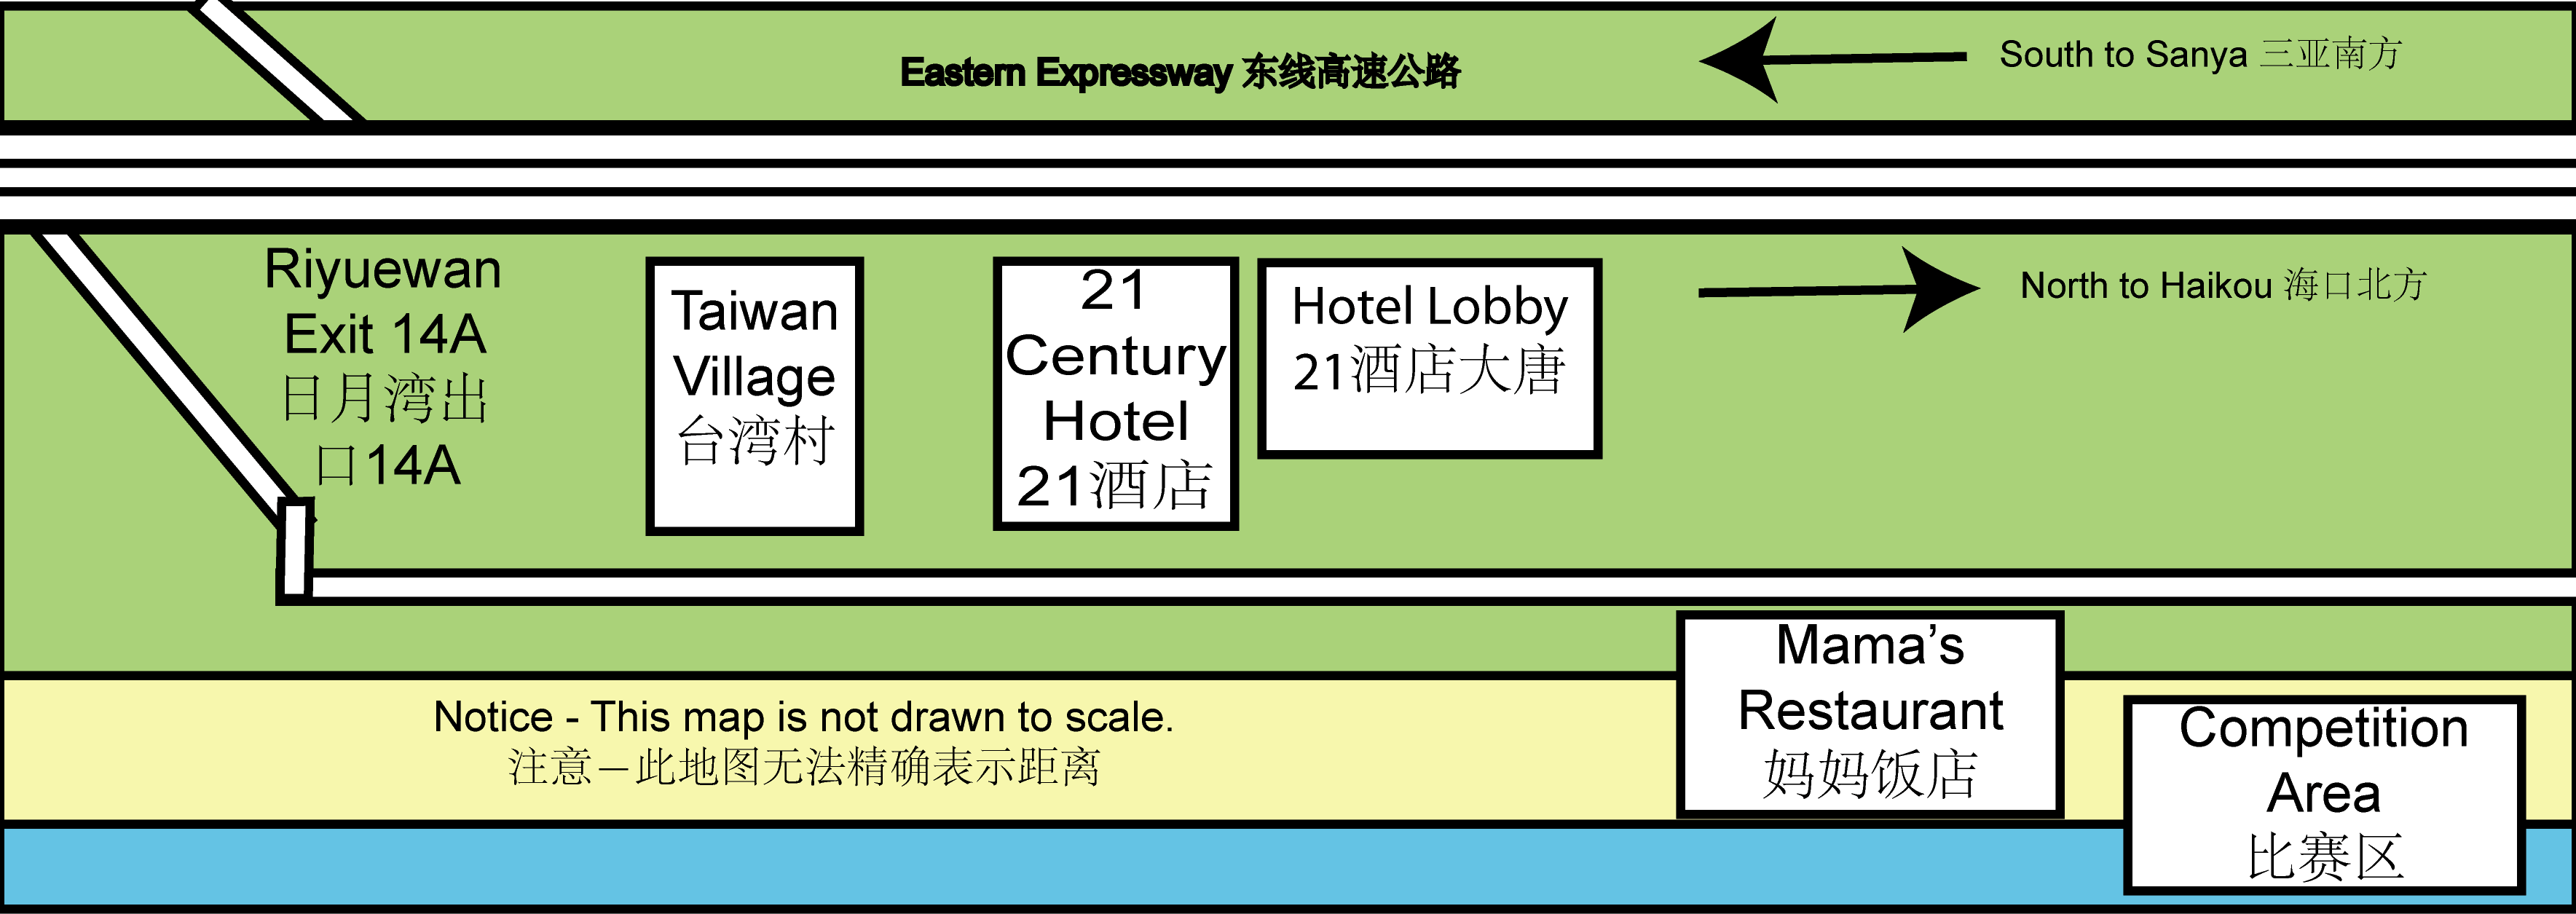 Eastern Expressway 东线高速公路
South to Sanya 三亚南方
Riyuewan
Exit 14A
日月湾出
口14A
Taiwan
Village
台湾村
21
Century
Hotel
21酒店
Hotel Lobby
21酒店大唐
North to Haikou 海口北方
Mama’s
Restaurant
妈妈饭店
Notice - This map is not drawn to scale.
注意－此地图无法精确表示距离
Competition
Area
比赛区